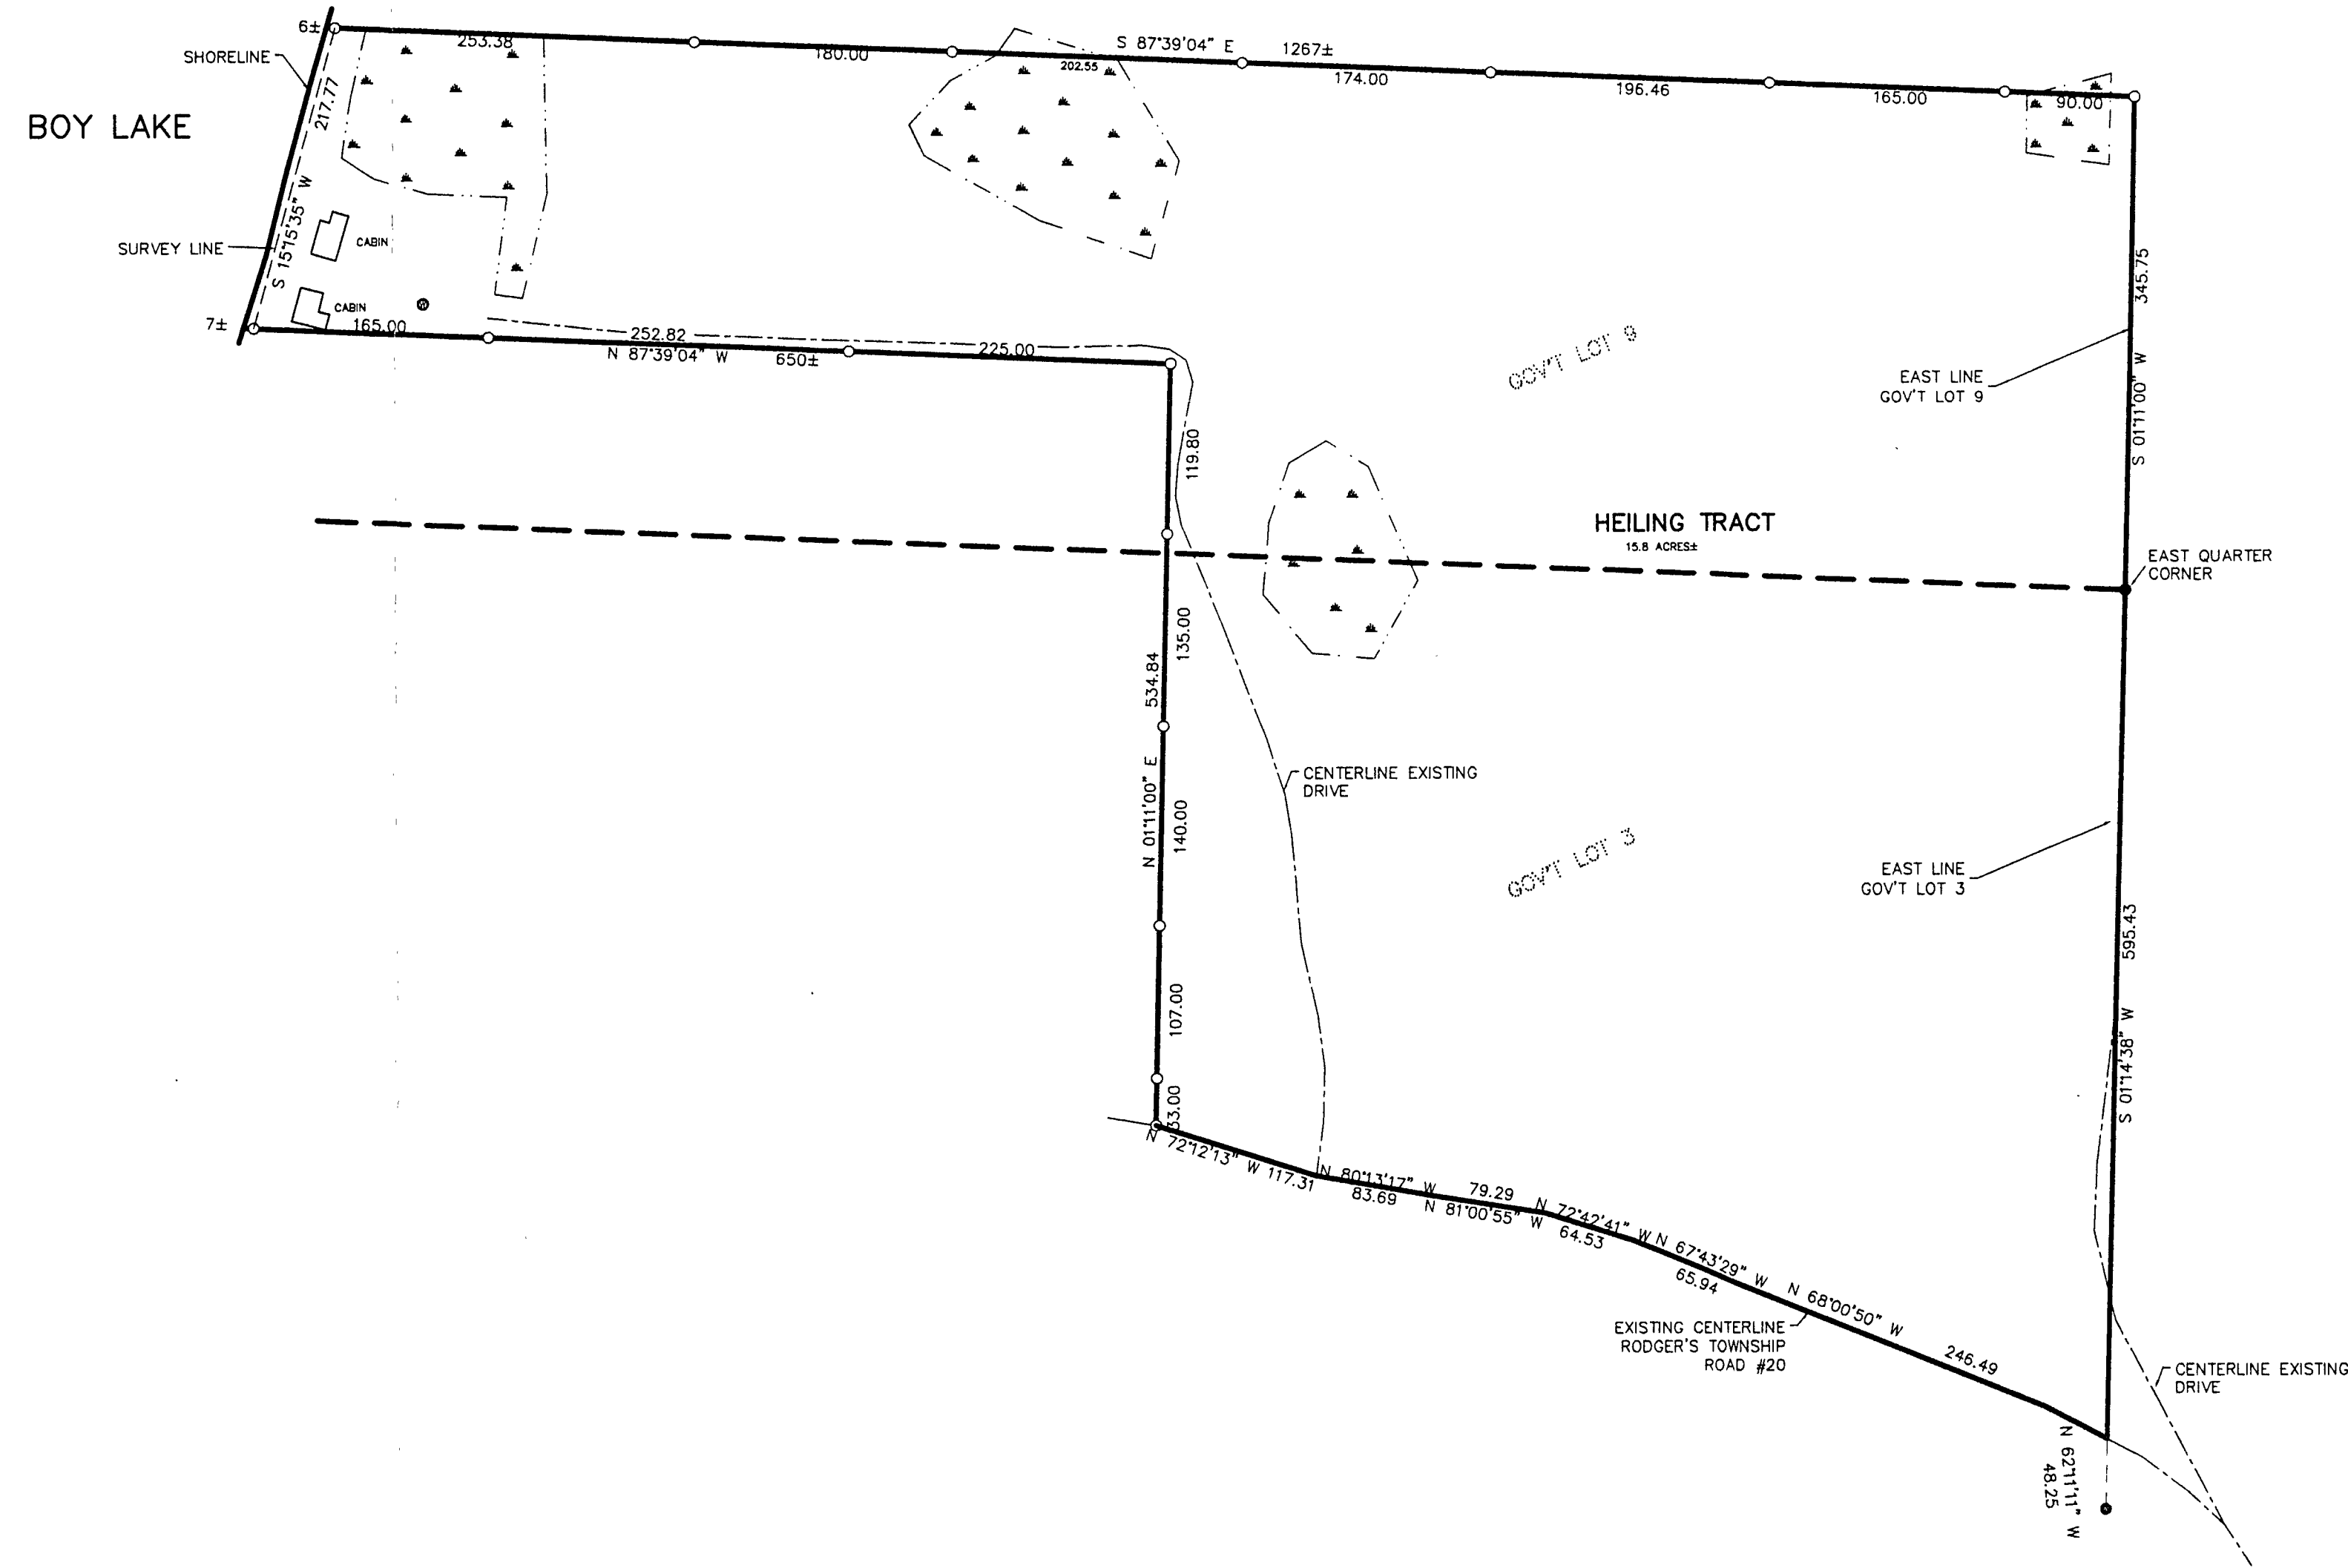 6±
SHORELINE
217.77
BOY LAKE
S 15°15'35" W
SURVEY LINE
CABIN
CABIN
7±
253.38
180.00
S 87°39'04" E
1267±
202.55
174.00
196.46
165.00
90.00
165.00
252.82
N 87°39'04" W
650±
225.00
345.75
S 01°11'00" W
GOV'T LOT 9
EAST LINE
GOV'T LOT 9
119.80
HEILING TRACT
15.8 ACRES±
EAST QUARTER
CORNER
135.00
534.84
N 01°11'00" E
140.00
CENTERLINE EXISTING
DRIVE
GOV'T LOT 3
EAST LINE
GOV'T LOT 3
595.43
S 01°14'38" W
107.00
33.00
N 72°12'13" W 117.31
N 80°13'17" W
83.69
79.29
N 81°00'55" W
N 72°42'41" W
64.53
N 67°43'29" W
65.94
N 68°00'50" W
246.49
EXISTING CENTERLINE
RODGER'S TOWNSHIP
ROAD #20
CENTERLINE EXISTING
DRIVE
N 62°11'11" W
48.25